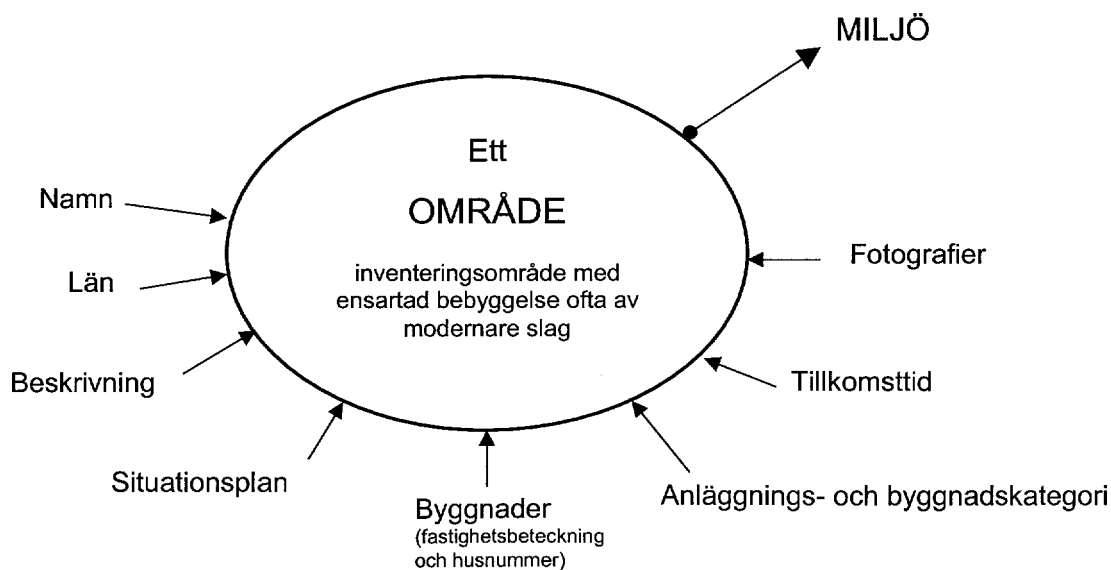 MILJÖ
Ett
OMRÅDE
inventeringsområde med
ensartad bebyggelse ofta av
modernare slag
Namn
Län
Beskrivning
Situationsplan
Byggnader
(fastighetsbeteckning
och husnummer)
Anläggnings- och byggnadskategori
Tillkomsttid
Fotografier